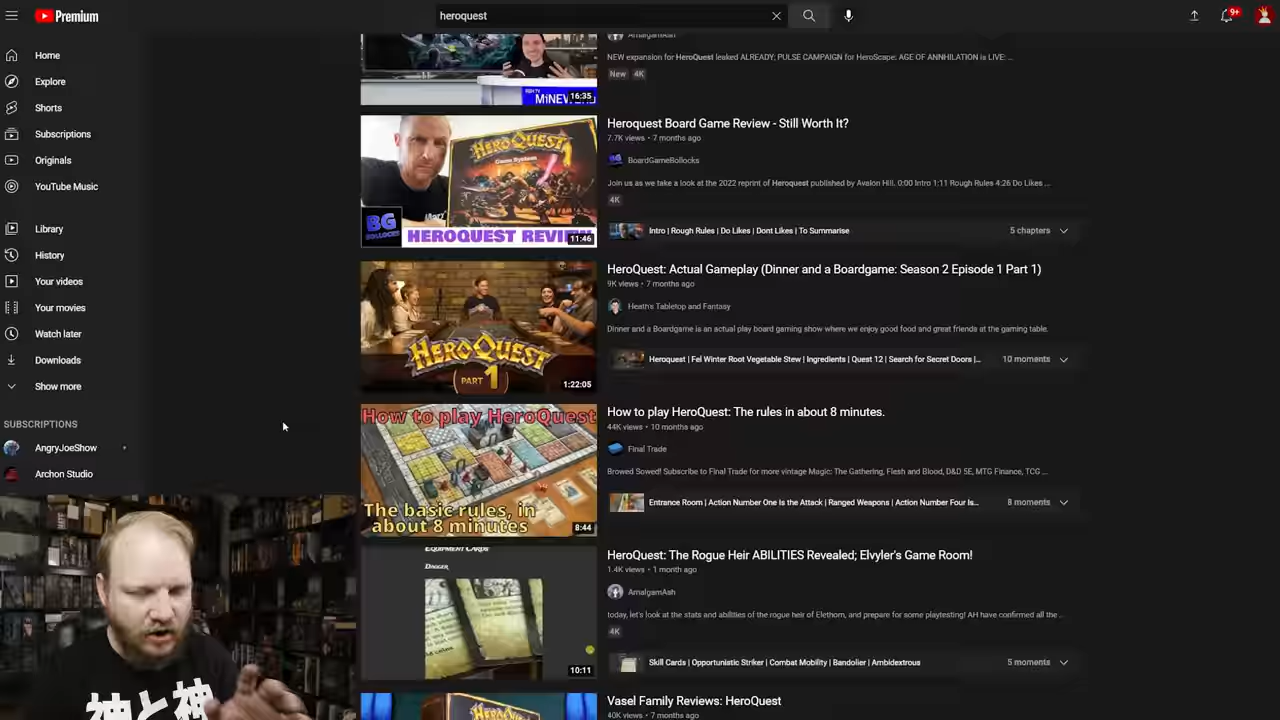 Premium
heroquest
9+
Home
Explore
Shorts
Subscriptions
Originals
YouTube Music
Library
History
Your videos
Your movies
Watch later
Downloads
Show more
SUBSCRIPTIONS
AngryJoeShow
Archon Studio
AmalgamAsh
NEW expansion for HeroQuest leaked ALREADY; PULSE CAMPAIGN for HeroScape: AGE OF ANNIHILATION is LIVE: ...
New 4K
16:35
Heroquest Board Game Review - Still Worth It?
7.7K views • 7 months ago
BoardGameBollocks
Join us as we take a look at the 2022 reprint of Heroquest published by Avalon Hill. 0:00 Intro 1:11 Rough Rules 4:26 Do Likes ...
4K
Intro | Rough Rules | Do Likes | Dont Likes | To Summarise
5 chapters
HEROQUEST
Game System
BG
BOLLOCKS
HEROQUEST REVIEW
11:46
HeroQuest: Actual Gameplay (Dinner and a Boardgame: Season 2 Episode 1 Part 1)
9K views • 7 months ago
Heath's Tabletop and Fantasy
Dinner and a Boardgame is an actual play board gaming show where we enjoy good food and great friends at the gaming table.
Heroquest | Fel Winter Root Vegetable Stew | Ingredients | Quest 12 | Search for Secret Doors |...
10 moments
HEROQUEST
PART 1
1:22:05
How to play HeroQuest: The rules in about 8 minutes.
44K views • 10 months ago
Final Trade
Browed Sowed! Subscribe to Final Trade for more vintage Magic: The Gathering, Flesh and Blood, D&D 5E, MTG Finance, TCG ...
Entrance Room | Action Number One Is the Attack | Ranged Weapons | Action Number Four Is...
8 moments
How to play HeroQuest
The basic rules, in
about 8 minutes
8:44
HeroQuest: The Rogue Heir ABILITIES Revealed; Elvyler's Game Room!
1.4K views • 1 month ago
AmalgamAsh
today, let's look at the stats and abilities of the rogue heir of Elethorn, and prepare for some playtesting! AH have confirmed all the ...
4K
Skill Cards | Opportunistic Striker | Combat Mobility | Bandolier | Ambidextrous
5 moments
EQUIPMENT CARDS
DAGGER
10:11
Vasel Family Reviews: HeroQuest
40K views • 7 months ago
神と神